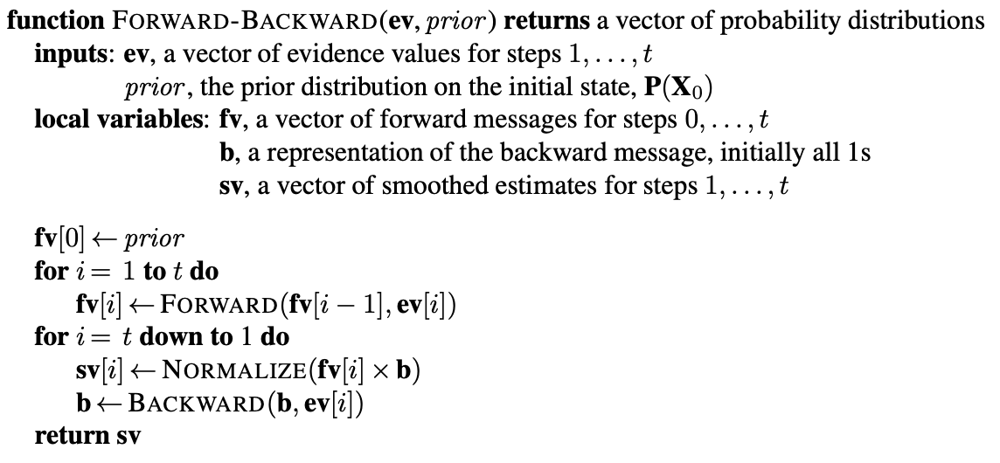 function FORWARD-BACKWARD(ev, prior) returns a vector of probability distributions
inputs: ev, a vector of evidence values for steps 1, . . . , t
prior, the prior distribution on the initial state, P(X₀)
local variables: fv, a vector of forward messages for steps 0, . . . , t
b, a representation of the backward message, initially all 1s
sv, a vector of smoothed estimates for steps 1, . . . , t
fv[0] ← prior
for i = 1 to t do
fv[i] ← FORWARD(fv[i − 1], ev[i])
for i = t down to 1 do
sv[i] ← NORMALIZE(fv[i] × b)
b ← BACKWARD(b, ev[i])
return sv